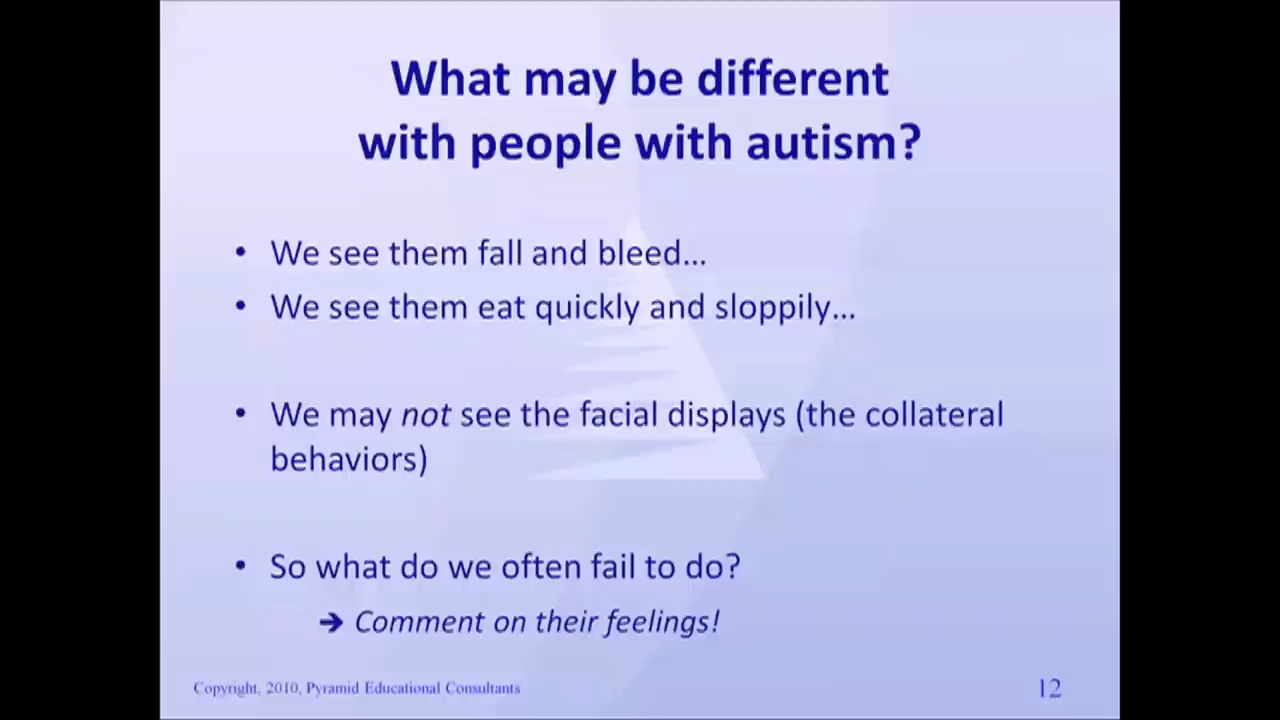 What may be different
with people with autism?
• We see them fall and bleed…
• We see them eat quickly and sloppily…
• We may not see the facial displays (the collateral
behaviors)
• So what do we often fail to do?
➔ Comment on their feelings!
Copyright, 2010, Pyramid Educational Consultants
12